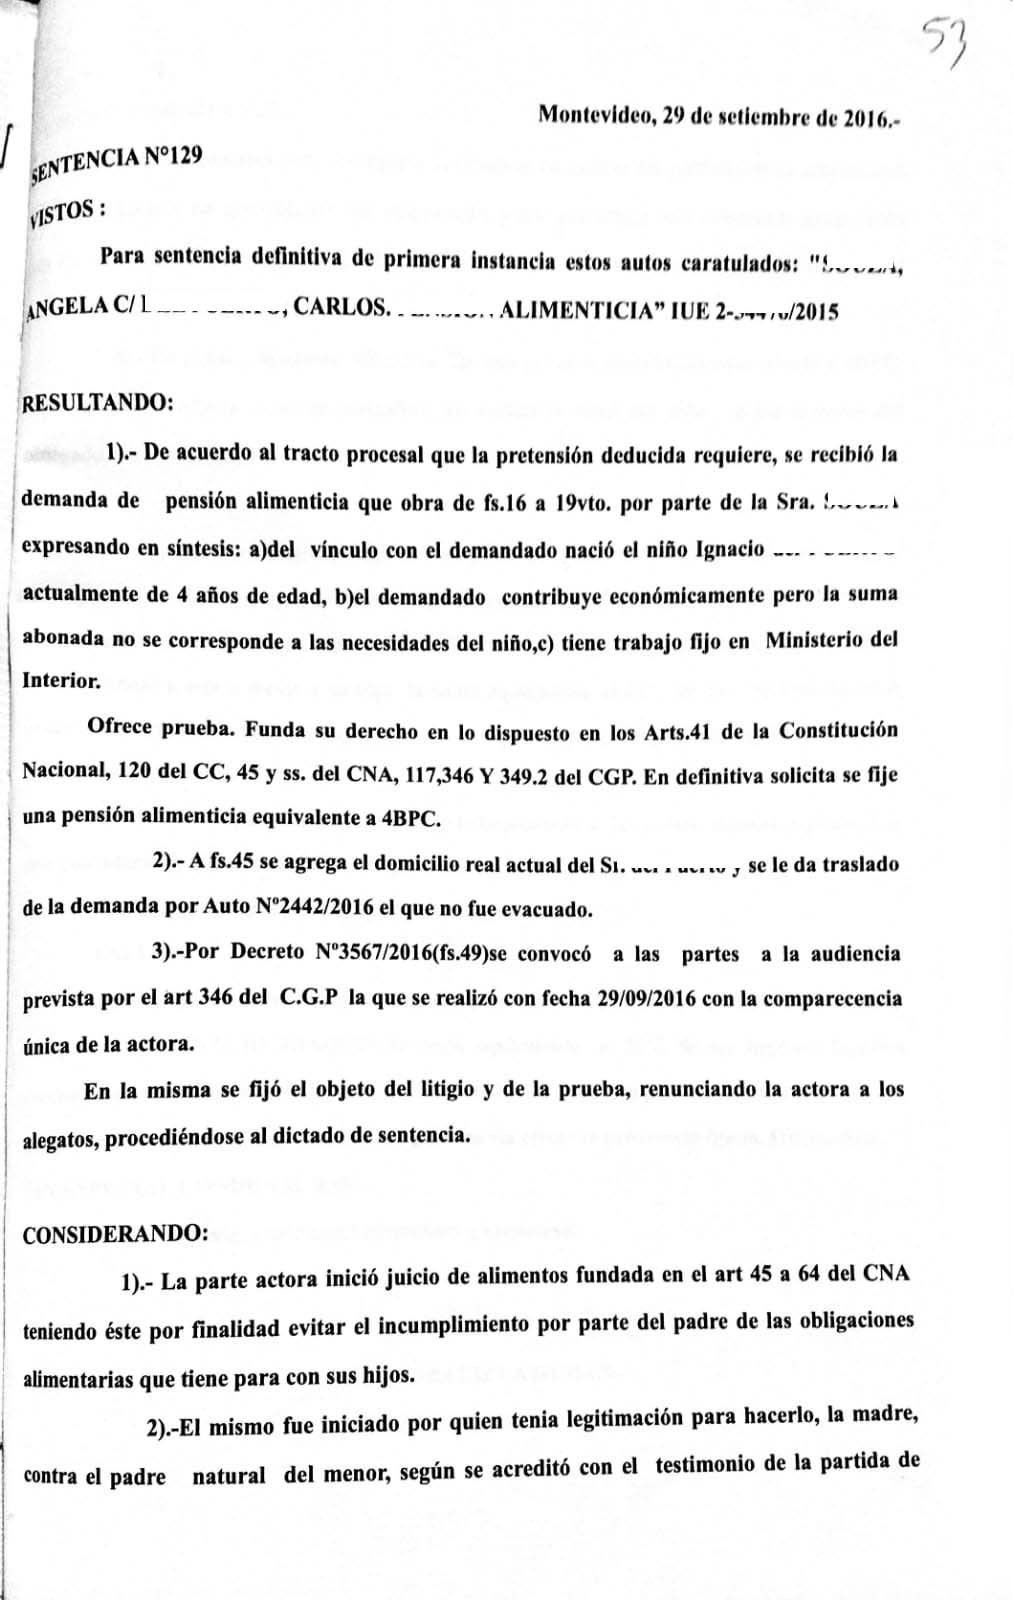 53
Montevideo, 29 de setiembre de 2016.-
SENTENCIA Nº129
VISTOS :
Para sentencia definitiva de primera instancia estos autos caratulados: "
ANGELA C/ , CARLOS. ALIMENTICIA” IUE 2- /2015
RESULTANDO:
1).- De acuerdo al tracto procesal que la pretensión deducida requiere, se recibió la
demanda de pensión alimenticia que obra de fs.16 a 19vto. por parte de la Sra.
expresando en síntesis: a)del vínculo con el demandado nació el niño Ignacio
actualmente de 4 años de edad, b)el demandado contribuye económicamente pero la suma
abonada no se corresponde a las necesidades del niño,c) tiene trabajo fijo en Ministerio del
Interior.
Ofrece prueba. Funda su derecho en lo dispuesto en los Arts.41 de la Constitución
Nacional, 120 del CC, 45 y ss. del CNA, 117,346 Y 349.2 del CGP. En definitiva solicita se fije
una pensión alimenticia equivalente a 4BPC.
2).- A fs.45 se agrega el domicilio real actual del Sr. y se le da traslado
de la demanda por Auto Nº2442/2016 el que no fue evacuado.
3).-Por Decreto Nº3567/2016(fs.49)se convocó a las partes a la audiencia
prevista por el art 346 del C.G.P la que se realizó con fecha 29/09/2016 con la comparecencia
única de la actora.
En la misma se fijó el objeto del litigio y de la prueba, renunciando la actora a los
alegatos, procediéndose al dictado de sentencia.
CONSIDERANDO:
1).- La parte actora inició juicio de alimentos fundada en el art 45 a 64 del CNA
teniendo éste por finalidad evitar el incumplimiento por parte del padre de las obligaciones
alimentarias que tiene para con sus hijos.
2).-El mismo fue iniciado por quien tenia legitimación para hacerlo, la madre,
contra el padre natural del menor, según se acreditó con el testimonio de la partida de